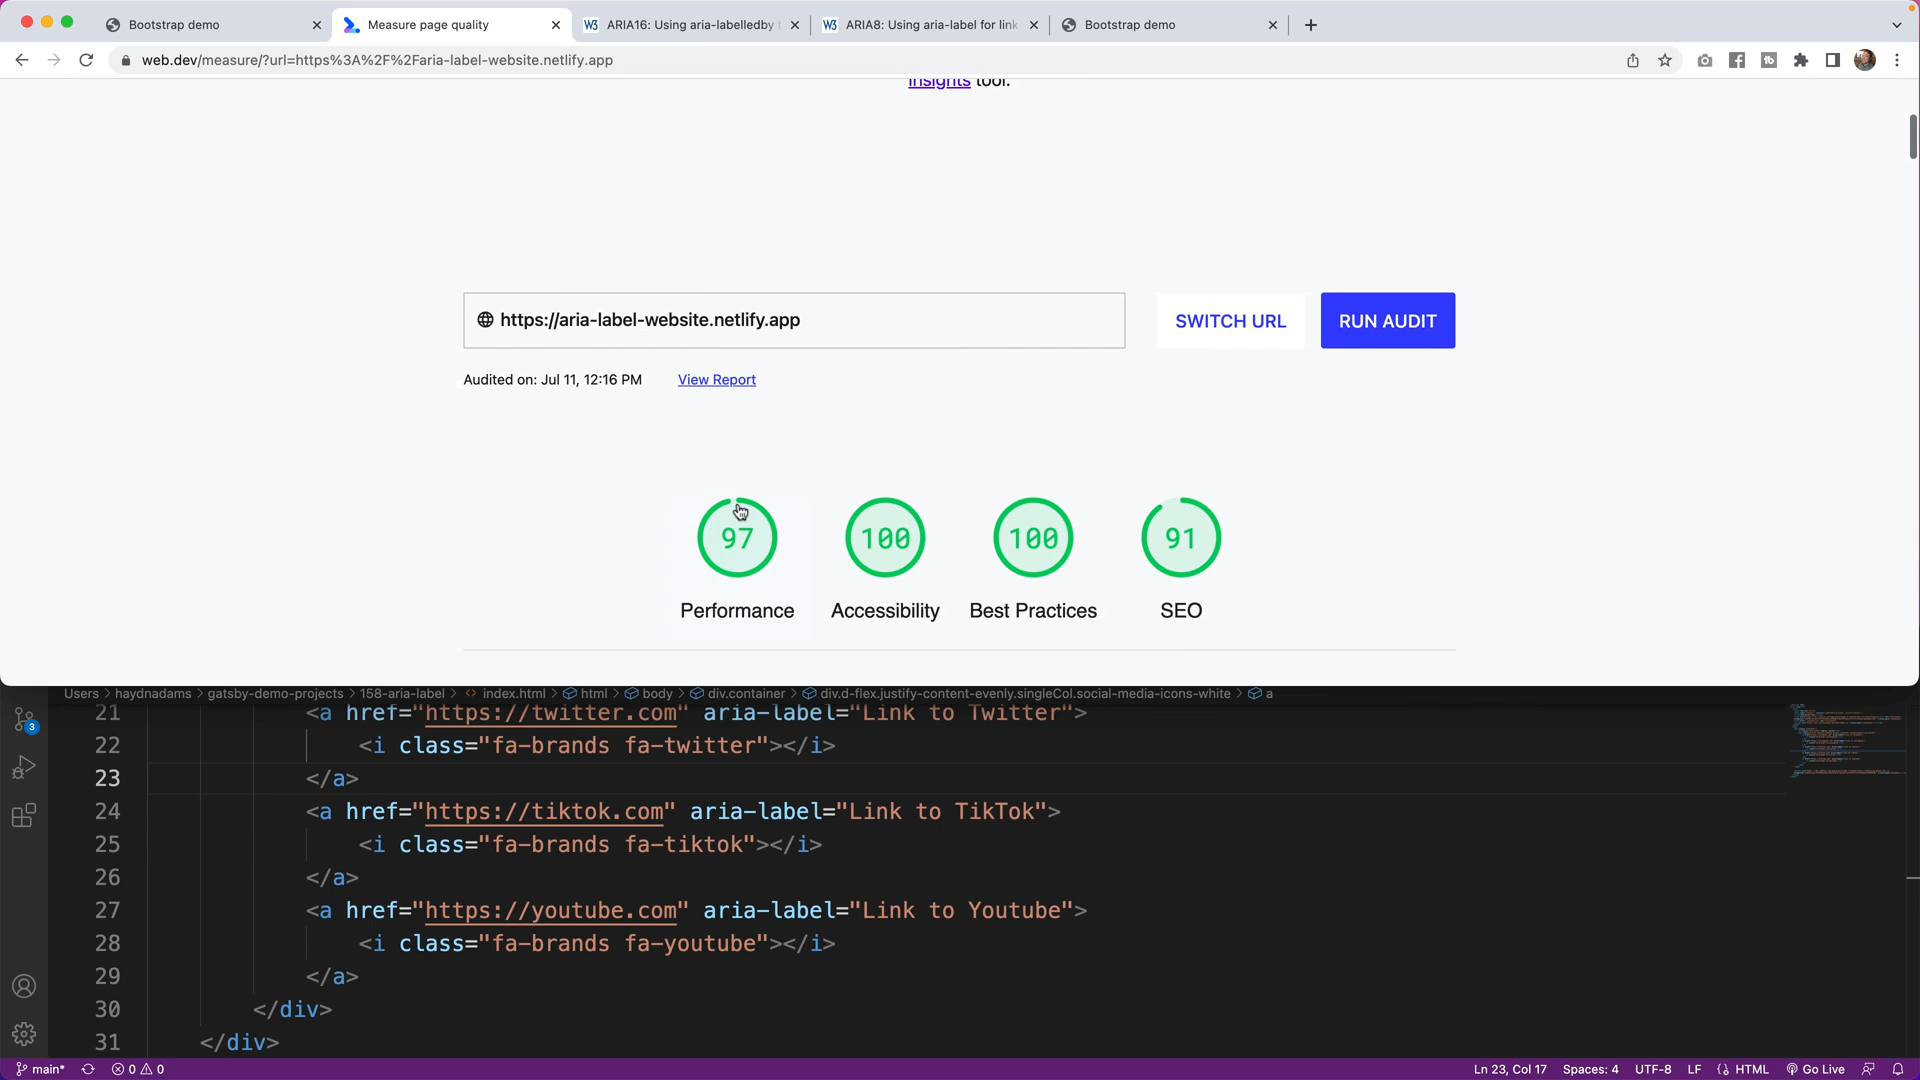 Bootstrap demo
Measure page quality
W3 ARIA16: Using aria-labelledby
W3 ARIA8: Using aria-label for link
Bootstrap demo
web.dev/measure/?url=https%3A%2F%2Faria-label-website.netlify.app
insights tool.
https://aria-label-website.netlify.app
SWITCH URL
RUN AUDIT
Audited on: Jul 11, 12:16 PM
View Report
97
100
100
91
Performance
Accessibility
Best Practices
SEO
Users > haydnadams > gatsby-demo-projects > 158-aria-label > index.html > html > body > div.container > div.d-flex.justify-content-evenly.singleCol.social-media-icons-white > a
3
21 <a href="https://twitter.com" aria-label="Link to Twitter">
22 <i class="fa-brands fa-twitter"></i>
23 </a>
24 <a href="https://tiktok.com" aria-label="Link to TikTok">
25 <i class="fa-brands fa-tiktok"></i>
26 </a>
27 <a href="https://youtube.com" aria-label="Link to Youtube">
28 <i class="fa-brands fa-youtube"></i>
29 </a>
30 </div>
31 </div>
main* 0 0 Ln 23, Col 17 Spaces: 4 UTF-8 LF HTML Go Live